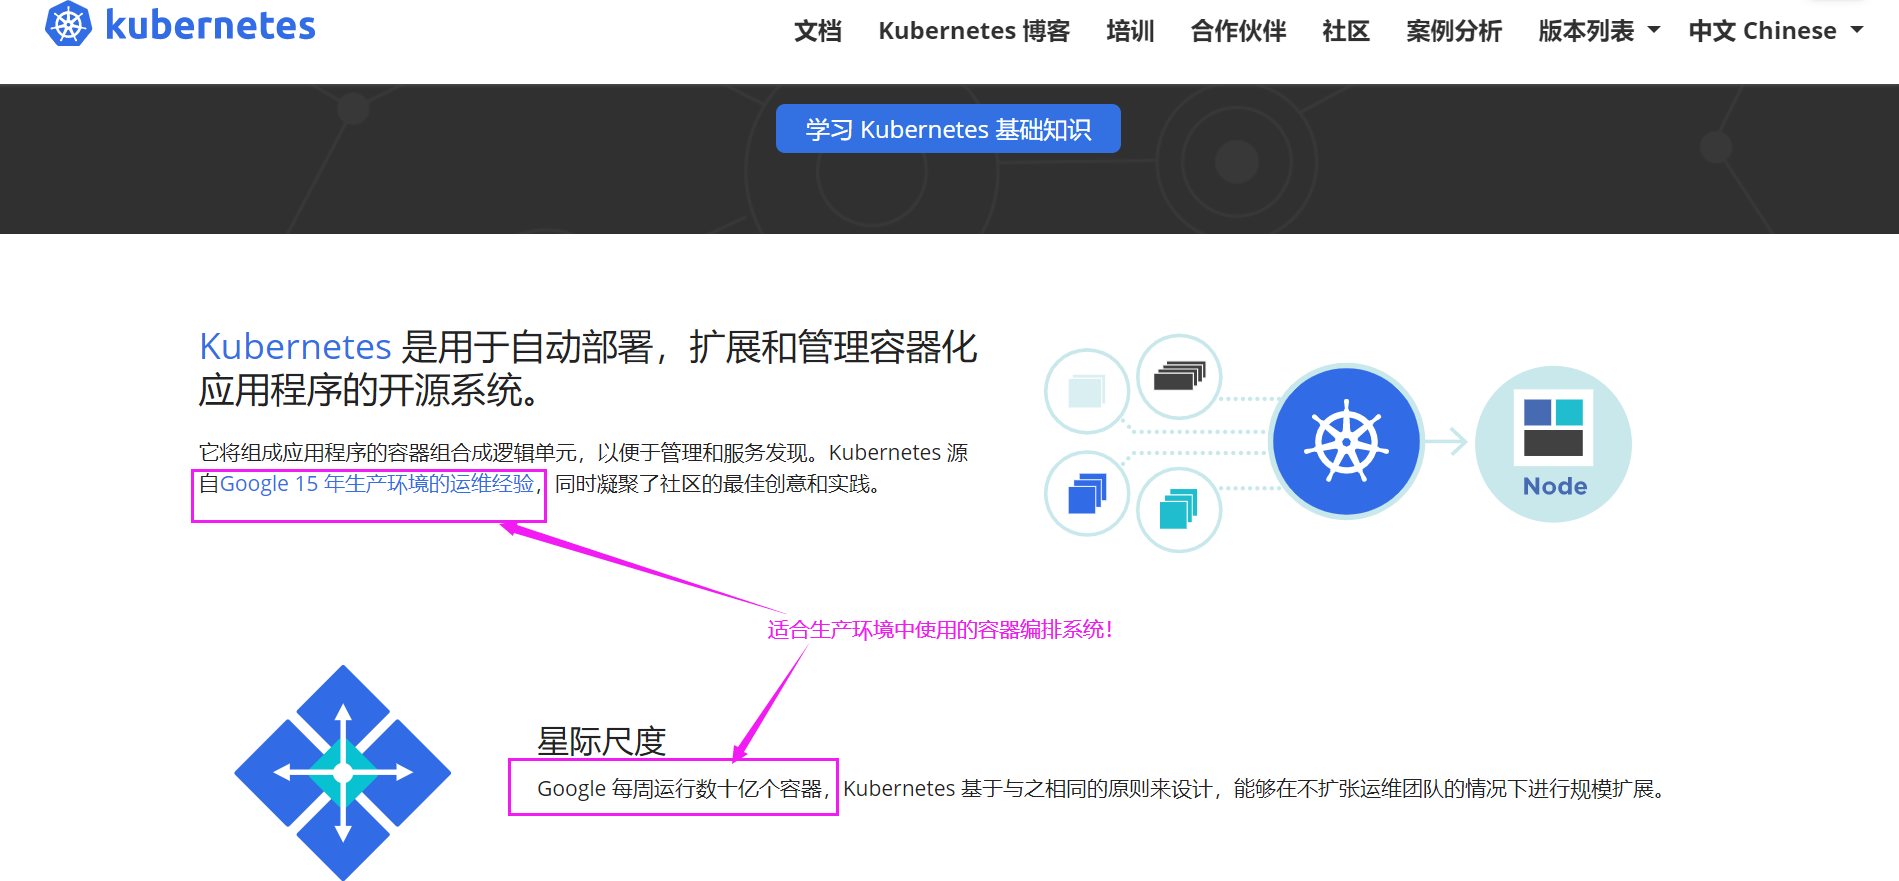 kubernetes
文档 Kubernetes 博客 培训 合作伙伴 社区 案例分析 版本列表 中文 Chinese
学习 Kubernetes 基础知识
Kubernetes 是用于自动部署，扩展和管理容器化
应用程序的开源系统。
它将组成应用程序的容器组合成逻辑单元，以便于管理和服务发现。Kubernetes 源
自Google 15 年生产环境的运维经验，同时凝聚了社区的最佳创意和实践。
Node
适合生产环境中使用的容器编排系统！
星际尺度
Google 每周运行数十亿个容器，Kubernetes 基于与之相同的原则来设计，能够在不扩张运维团队的情况下进行规模扩展。